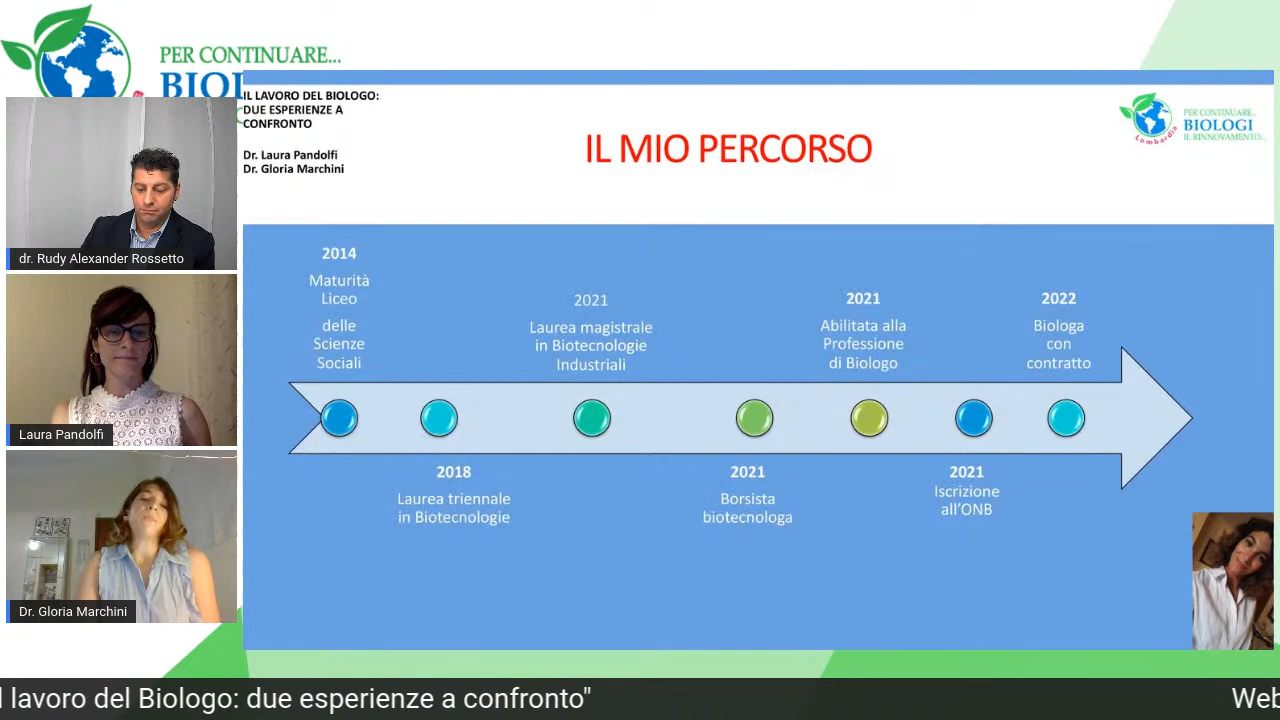 PER CONTINUARE...
BIOL
IL LAVORO DEL BIOLOGO:
DUE ESPERIENZE A
CONFRONTO
Dr. Laura Pandolfi
Dr. Gloria Marchini
IL MIO PERCORSO
PER CONTINUARE...
BIOLOGI
IL RINNOVAMENTO...
Lombardia
dr. Rudy Alexander Rossetto
Laura Pandolfi
Dr. Gloria Marchini
2014
Maturità
Liceo
delle
Scienze
Sociali
2018
Laurea triennale
in Biotecnologie
2021
Laurea magistrale
in Biotecnologie
Industriali
2021
Borsista
biotecnologa
2021
Abilitata alla
Professione
di Biologo
2021
Iscrizione
all'ONB
2022
Biologa
con
contratto
l lavoro del Biologo: due esperienze a confronto"
Web